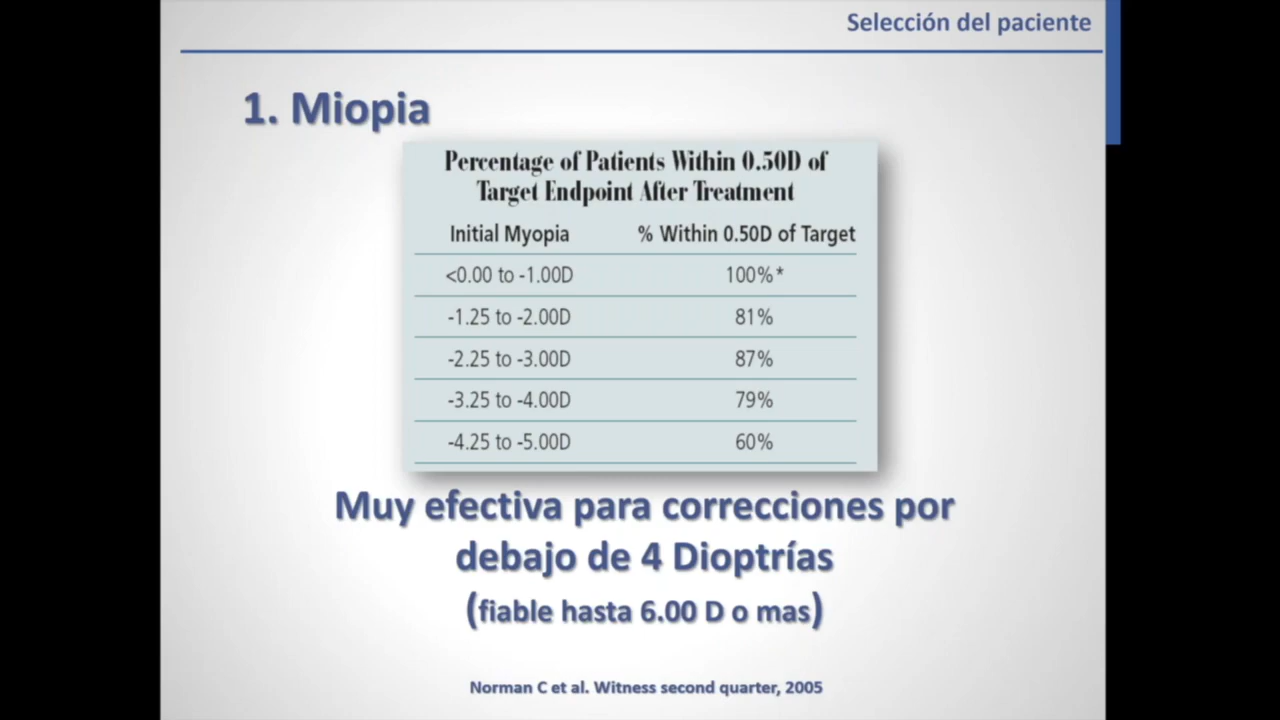 Selección del paciente
1. Miopia
Percentage of Patients Within 0.50D of
Target Endpoint After Treatment
Initial Myopia % Within 0.50D of Target
<0.00 to -1.00D 100%*
-1.25 to -2.00D 81%
-2.25 to -3.00D 87%
-3.25 to -4.00D 79%
-4.25 to -5.00D 60%
Muy efectiva para correcciones por
debajo de 4 Dioptrías
(fiable hasta 6.00 D o mas)
Norman C et al. Witness second quarter, 2005